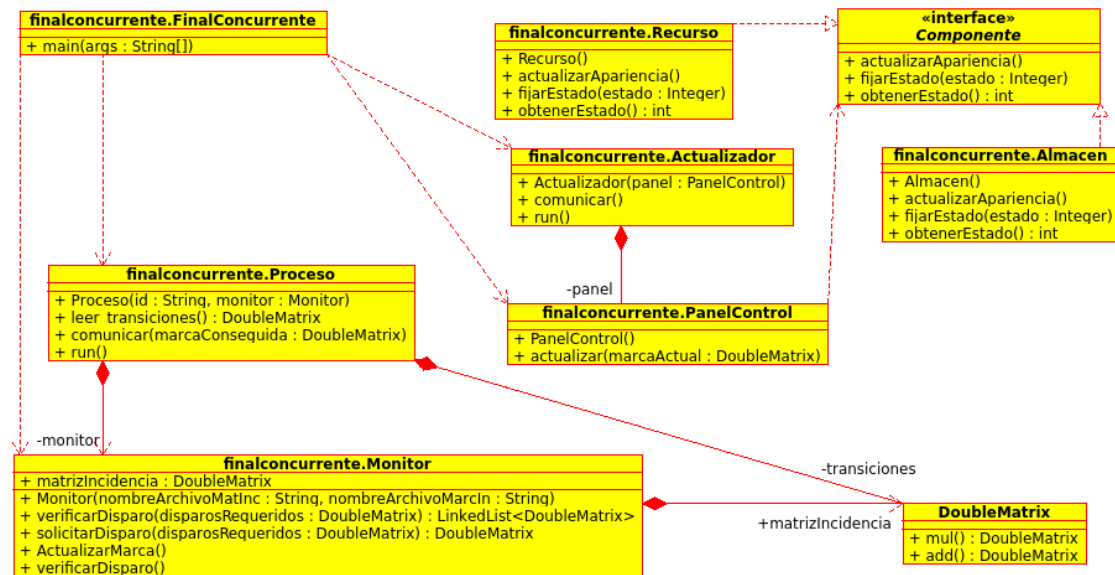 finalconcurrente.FinalConcurrente
+ main(args : String[])
finalconcurrente.Recurso
+ Recurso()
+ actualizarApariencia()
+ fijarEstado(estado : Integer)
+ obtenerEstado() : int
«interface»
Componente
+ actualizarApariencia()
+ fijarEstado(estado : Integer)
+ obtenerEstado() : int
finalconcurrente.Actualizador
+ Actualizador(panel : PanelControl)
+ comunicar()
+ run()
finalconcurrente.Almacen
+ Almacen()
+ actualizarApariencia()
+ fijarEstado(estado : Integer)
+ obtenerEstado() : int
finalconcurrente.Proceso
+ Proceso(id : String, monitor : Monitor)
+ leer_transiciones() : DoubleMatrix
+ comunicar(marcaConseguida : DoubleMatrix)
+ run()
-panel
finalconcurrente.PanelControl
+ PanelControl()
+ actualizar(marcaActual : DoubleMatrix)
-monitor
finalconcurrente.Monitor
+ matrizIncidencia : DoubleMatrix
+ Monitor(nombreArchivoMatInc : String, nombreArchivoMarcIn : String)
+ verificarDisparo(disparosRequeridos : DoubleMatrix) : LinkedList<DoubleMatrix>
+ solicitarDisparo(disparosRequeridos : DoubleMatrix) : DoubleMatrix
+ ActualizarMarca()
+ verificarDisparo()
-transiciones
+matrizIncidencia
DoubleMatrix
+ mul() : DoubleMatrix
+ add() : DoubleMatrix